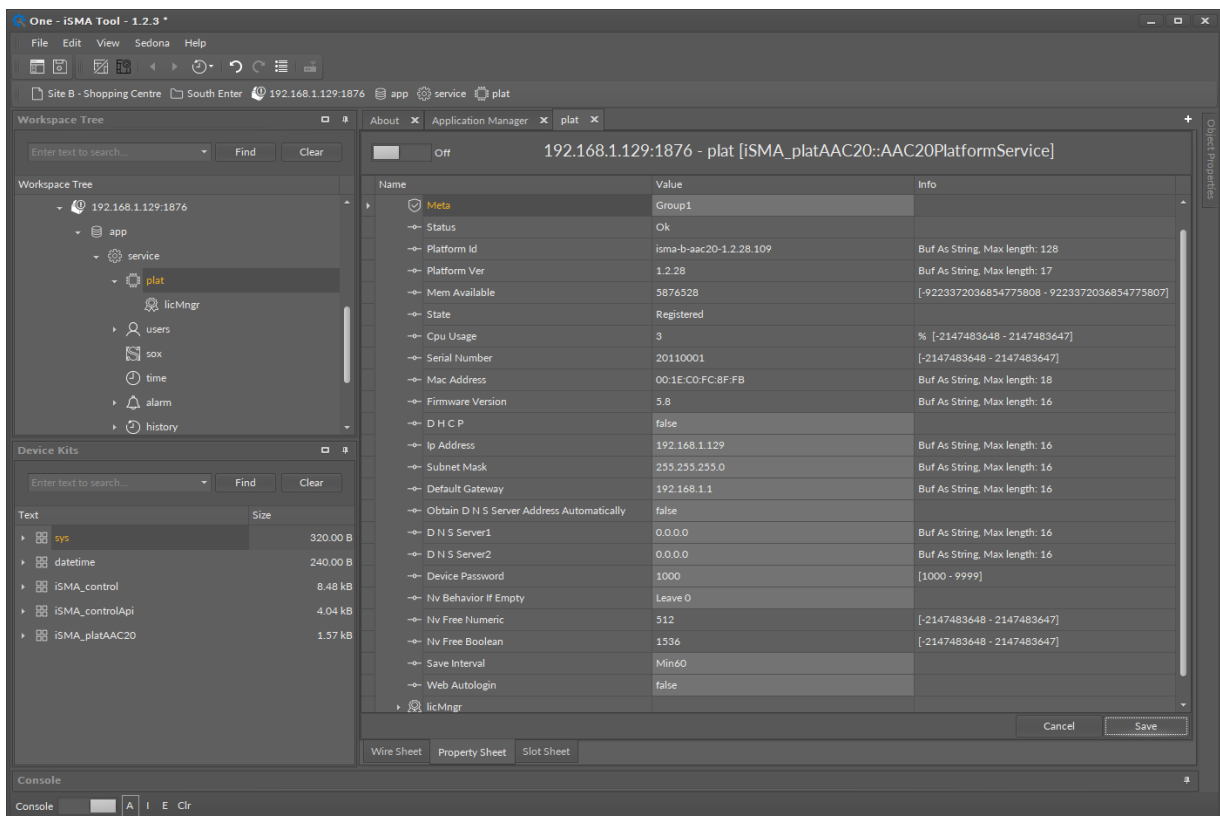 One - iSMA Tool - 1.2.3 *
File Edit View Sedona Help
Site B - Shopping Centre South Enter 192.168.1.129:1876 app service plat
Workspace Tree
Enter text to search... Find Clear
Workspace Tree
192.168.1.129:1876
app
service
plat
licMngr
users
sox
time
alarm
history
Device Kits
Enter text to search... Find Clear
Text Size
sys 320.00 B
datetime 240.00 B
iSMA_control 8.48 kB
iSMA_controlApi 4.04 kB
iSMA_platAAC20 1.57 kB
About Application Manager plat
Off 192.168.1.129:1876 - plat [iSMA_platAAC20::AAC20PlatformService]
Name Value Info
Meta Group1
Status Ok
Platform Id isma-b-aac20-1.2.28.109 Buf As String, Max length: 128
Platform Ver 1.2.28 Buf As String, Max length: 17
Mem Available 5876528 [-9223372036854775808 - 9223372036854775807]
State Registered
Cpu Usage 3 % [-2147483648 - 2147483647]
Serial Number 20110001 [-2147483648 - 2147483647]
Mac Address 00:1E:C0:FC:8F:FB Buf As String, Max length: 18
Firmware Version 5.8 Buf As String, Max length: 16
D H C P false
Ip Address 192.168.1.129 Buf As String, Max length: 16
Subnet Mask 255.255.255.0 Buf As String, Max length: 16
Default Gateway 192.168.1.1 Buf As String, Max length: 16
Obtain D N S Server Address Automatically false
D N S Server1 0.0.0.0 Buf As String, Max length: 16
D N S Server2 0.0.0.0 Buf As String, Max length: 16
Device Password 1000 [1000 - 9999]
Nv Behavior If Empty Leave 0
Nv Free Numeric 512 [-2147483648 - 2147483647]
Nv Free Boolean 1536 [-2147483648 - 2147483647]
Save Interval Min60
Web Autologin false
licMngr
Cancel Save
Wire Sheet Property Sheet Slot Sheet
Object Properties
Console
Console A I E Clr